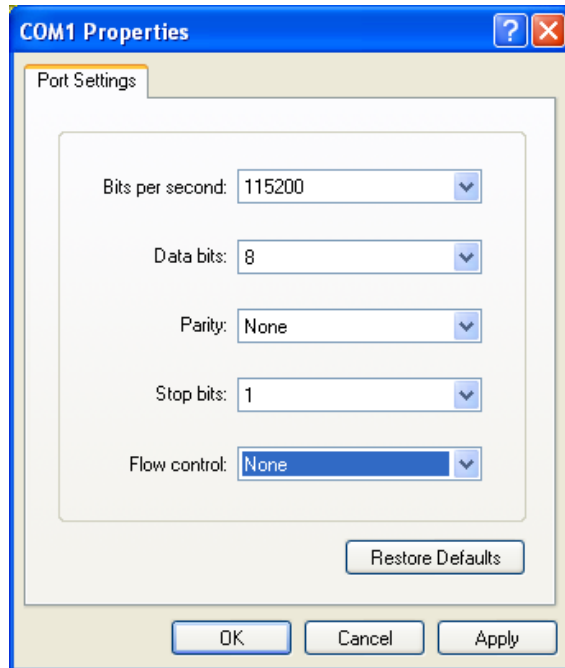 COM1 Properties
Port Settings
Bits per second: 115200
Data bits: 8
Parity: None
Stop bits: 1
Flow control: None
Restore Defaults
OK Cancel Apply